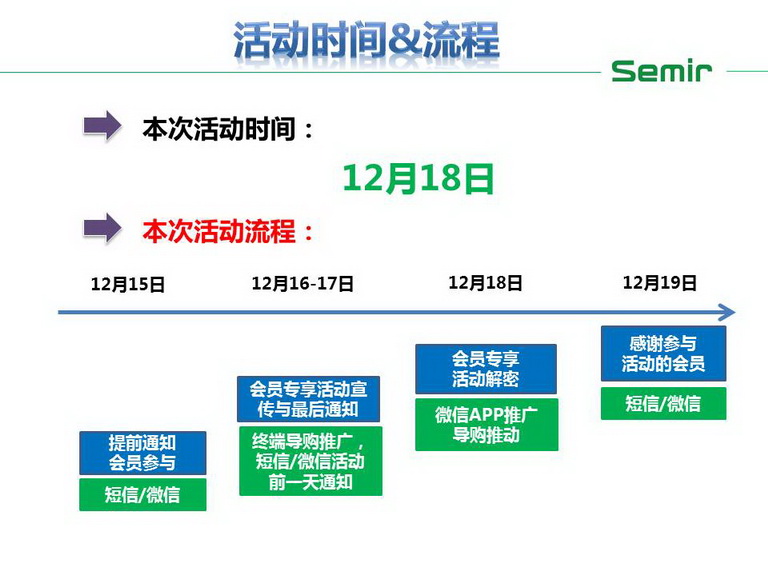 活动时间&流程
Semir
本次活动时间：
12月18日
本次活动流程：
12月15日
12月16-17日
12月18日
12月19日
提前通知
会员参与
短信/微信
会员专享活动宣
传与最后通知
终端导购推广，
短信/微信活动
前一天通知
会员专享
活动解密
微信APP推广
导购推动
感谢参与
活动的会员
短信/微信